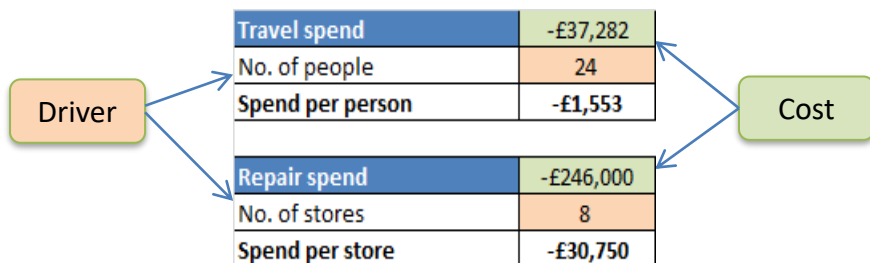 Travel spend -£37,282
No. of people 24
Spend per person -£1,553
Driver
Cost
Repair spend -£246,000
No. of stores 8
Spend per store -£30,750